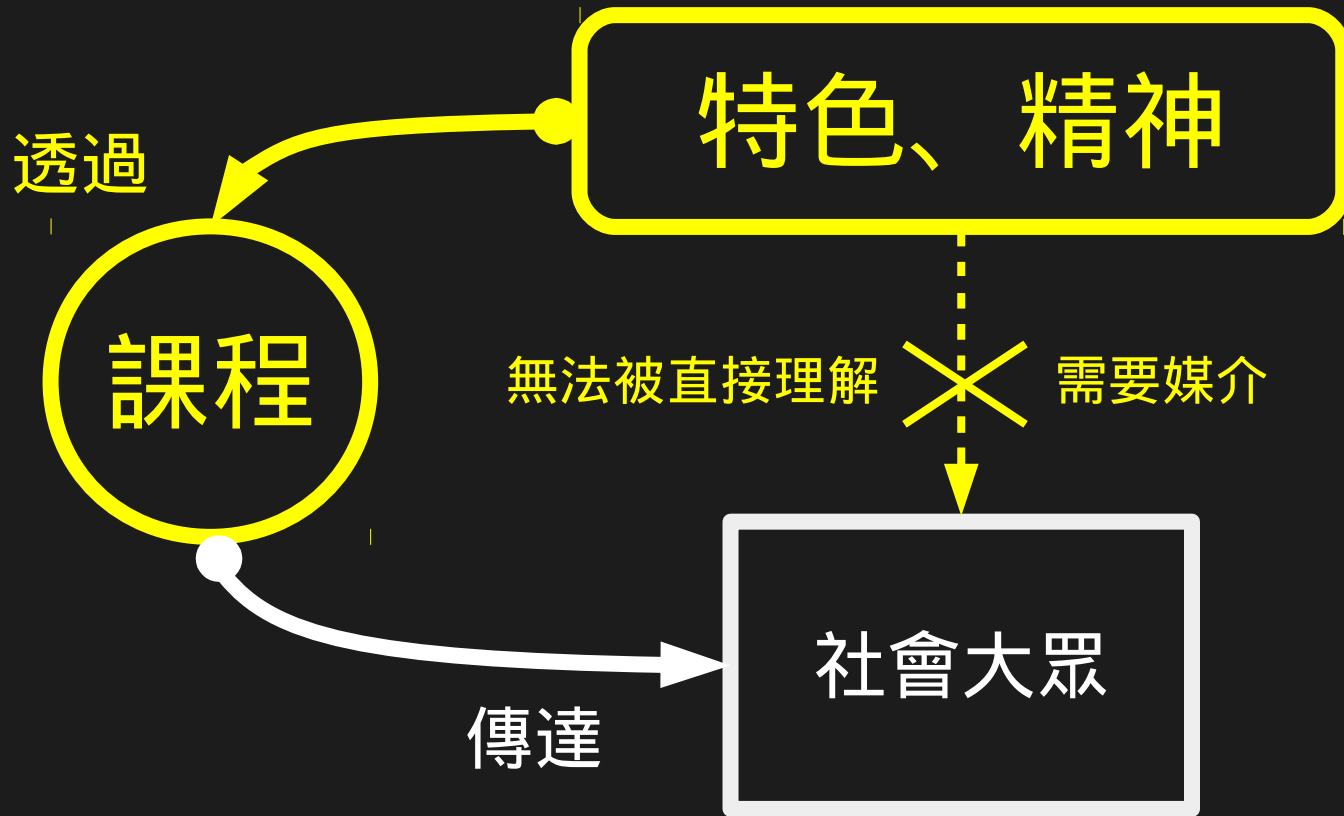 特色、 精神
透過
課程
無法被直接理解
需要媒介
社會大眾
傳達